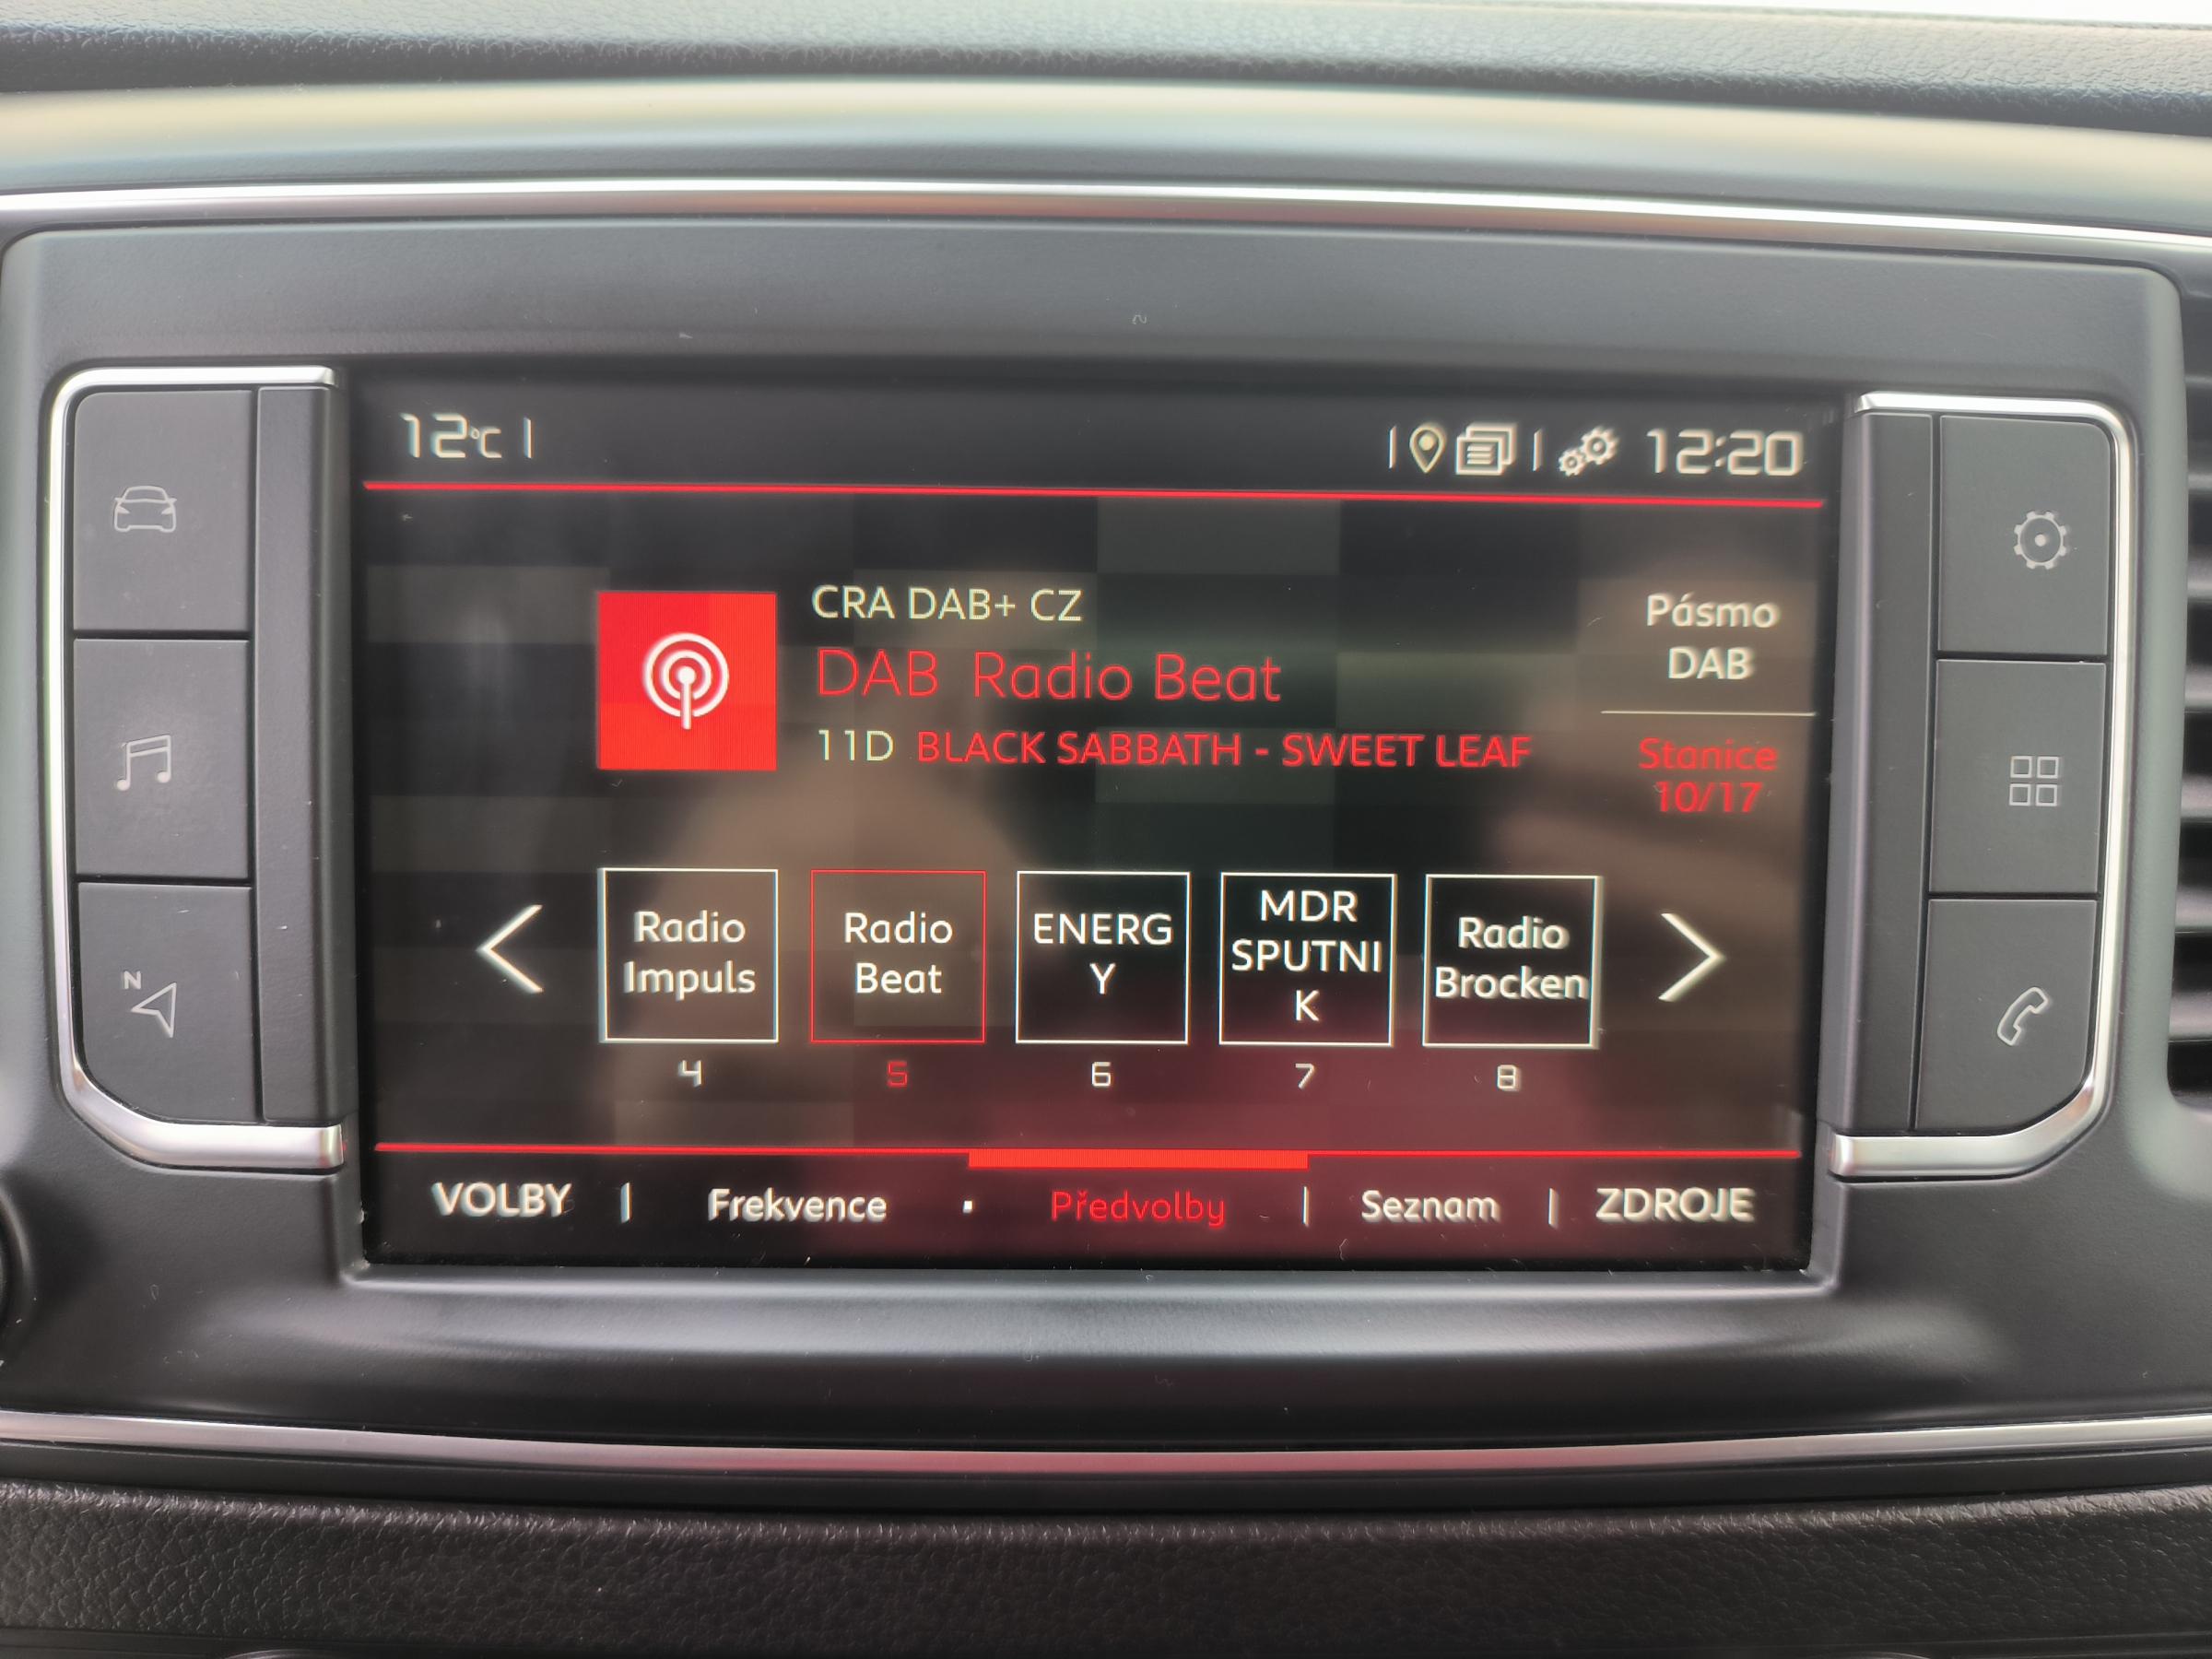 12°C
12:20
CRA DAB+ CZ
DAB Radio Beat
11D BLACK SABBATH - SWEET LEAF
Pásmo
DAB
Stanice
10/17
Radio
Impuls
4
Radio
Beat
5
ENERG
Y
6
MDR
SPUTNI
K
7
Radio
Brocken
8
VOLBY | Frekvence · Předvolby | Seznam | ZDROJE
N